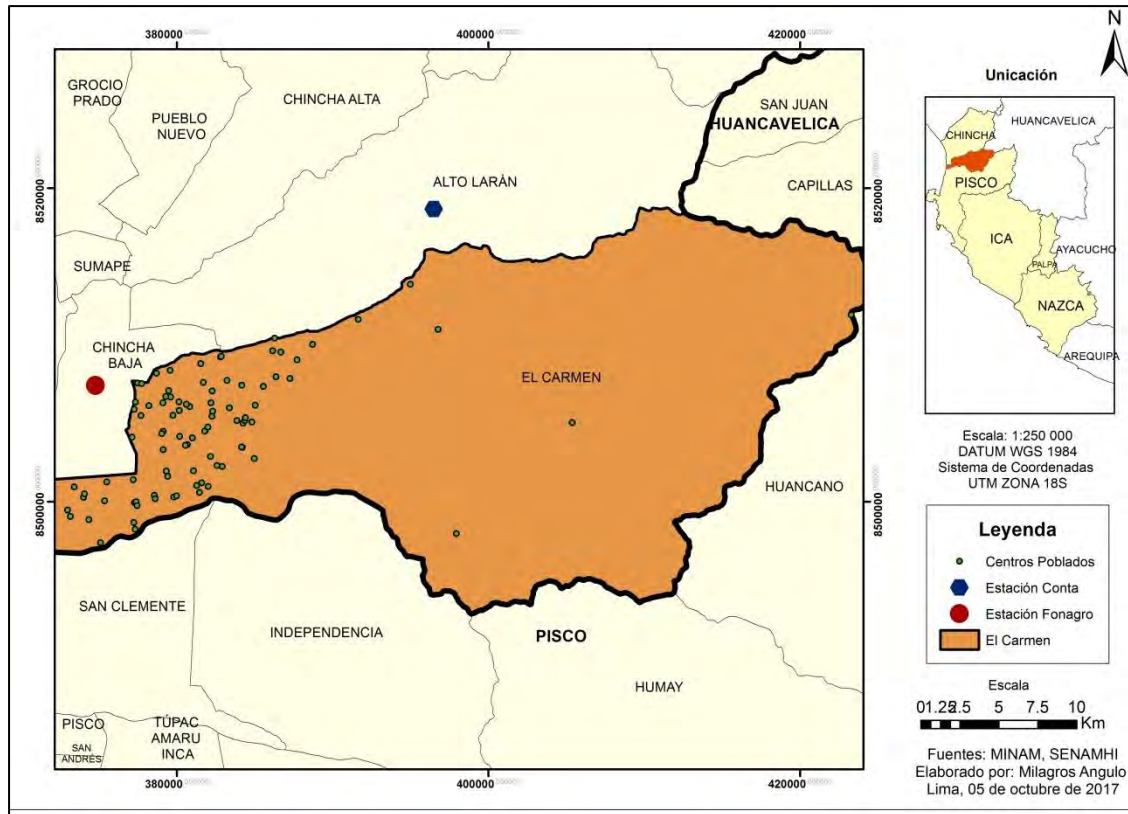 380000
400000
420000
8520000
8500000
GROCIO
PRADO
PUEBLO
NUEVO
CHINCHA ALTA
SAN JUAN
HUANCAVELICA
ALTO LARÀN
CAPILLAS
SUMAPE
CHINCHA
BAJA
EL CARMEN
HUANCANO
SAN CLEMENTE
INDEPENDENCIA
PISCO
HUMAY
PISCO
SAN
ANDRÉS
TÚPAC
AMARU
INCA
8520000
8500000
380000
400000
420000
N
Unicación
HUANCAVELICA
CHINCHA
PISCO
ICA
AYACUCHO
PALPA
NAZCA
AREQUIPA
Escala: 1:250 000
DATUM WGS 1984
Sistema de Coordenadas
UTM ZONA 18S
Leyenda
Centros Poblados
Estación Conta
Estación Fonagro
El Carmen
Escala
5 7.5 10
Km
Fuentes: MINAM, SENAMHI
Elaborado por: Milagros Angulo
Lima, 05 de octubre de 2017